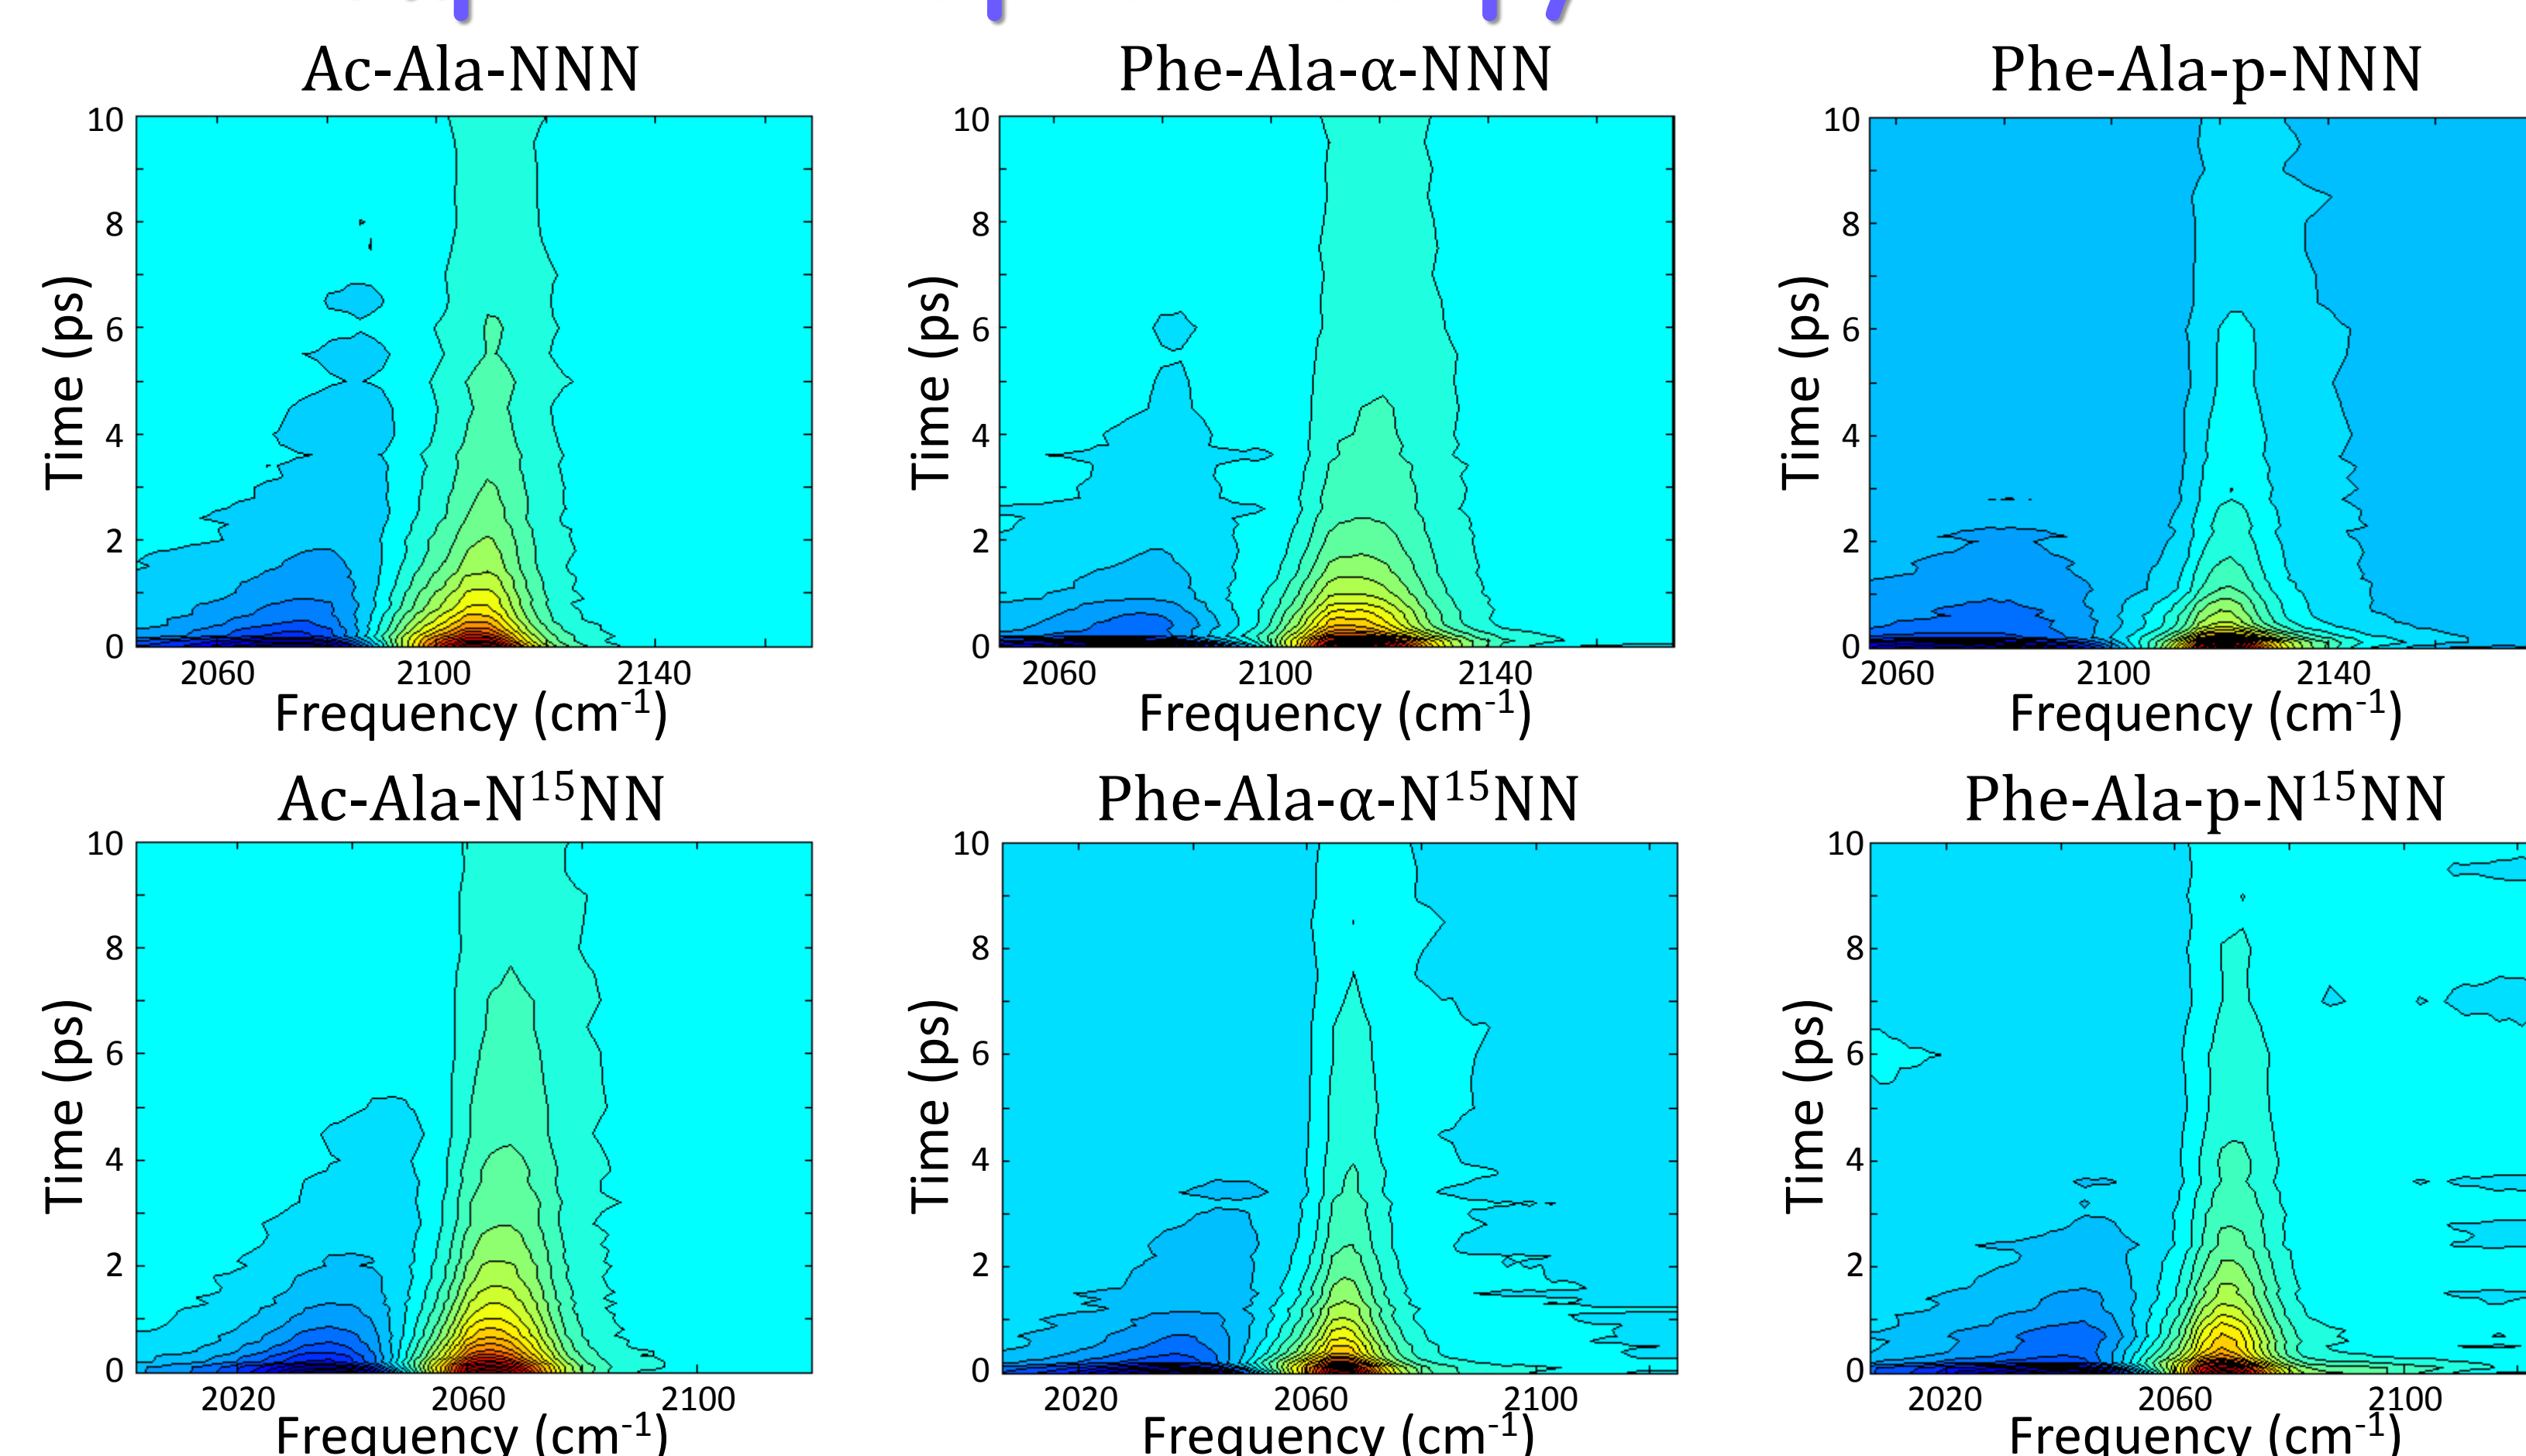 Ac-Ala-NNN Phe-Ala-α-NNN Phe-Ala-p-NNN
10 10 10
8 8 8
6 6 6
4 4 4
2 2 2
0 0 0
Time (ps) Time (ps) Time (ps)
2060 2100 2140 2060 2100 2140 2060 2100 2140
Frequency (cm⁻¹) Frequency (cm⁻¹) Frequency (cm⁻¹)
Ac-Ala-N¹⁵NN Phe-Ala-α-N¹⁵NN Phe-Ala-p-N¹⁵NN
10 10 10
8 8 8
6 6 6
4 4 4
2 2 2
0 0 0
Time (ps) Time (ps) Time (ps)
2020 2060 2100 2020 2060 2100 2020 2060 2100
Frequency (cm⁻¹) Frequency (cm⁻¹) Frequency (cm⁻¹)